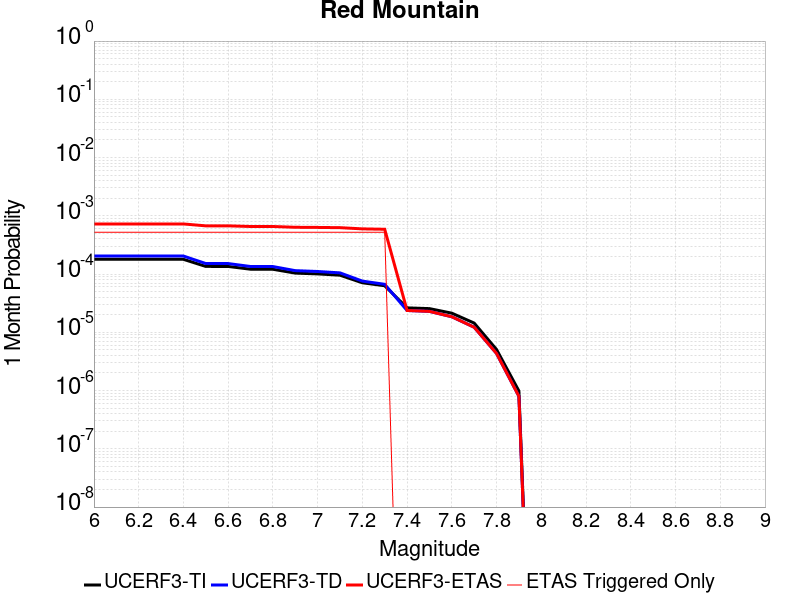 Red Mountain
10^0
10^-1
10^-2
10^-3
10^-4
10^-5
10^-6
10^-7
10^-8
1 Month Probability
6 6.2 6.4 6.6 6.8 7 7.2 7.4 7.6 7.8 8 8.2 8.4 8.6 8.8 9
Magnitude
UCERF3-TI UCERF3-TD UCERF3-ETAS ETAS Triggered Only